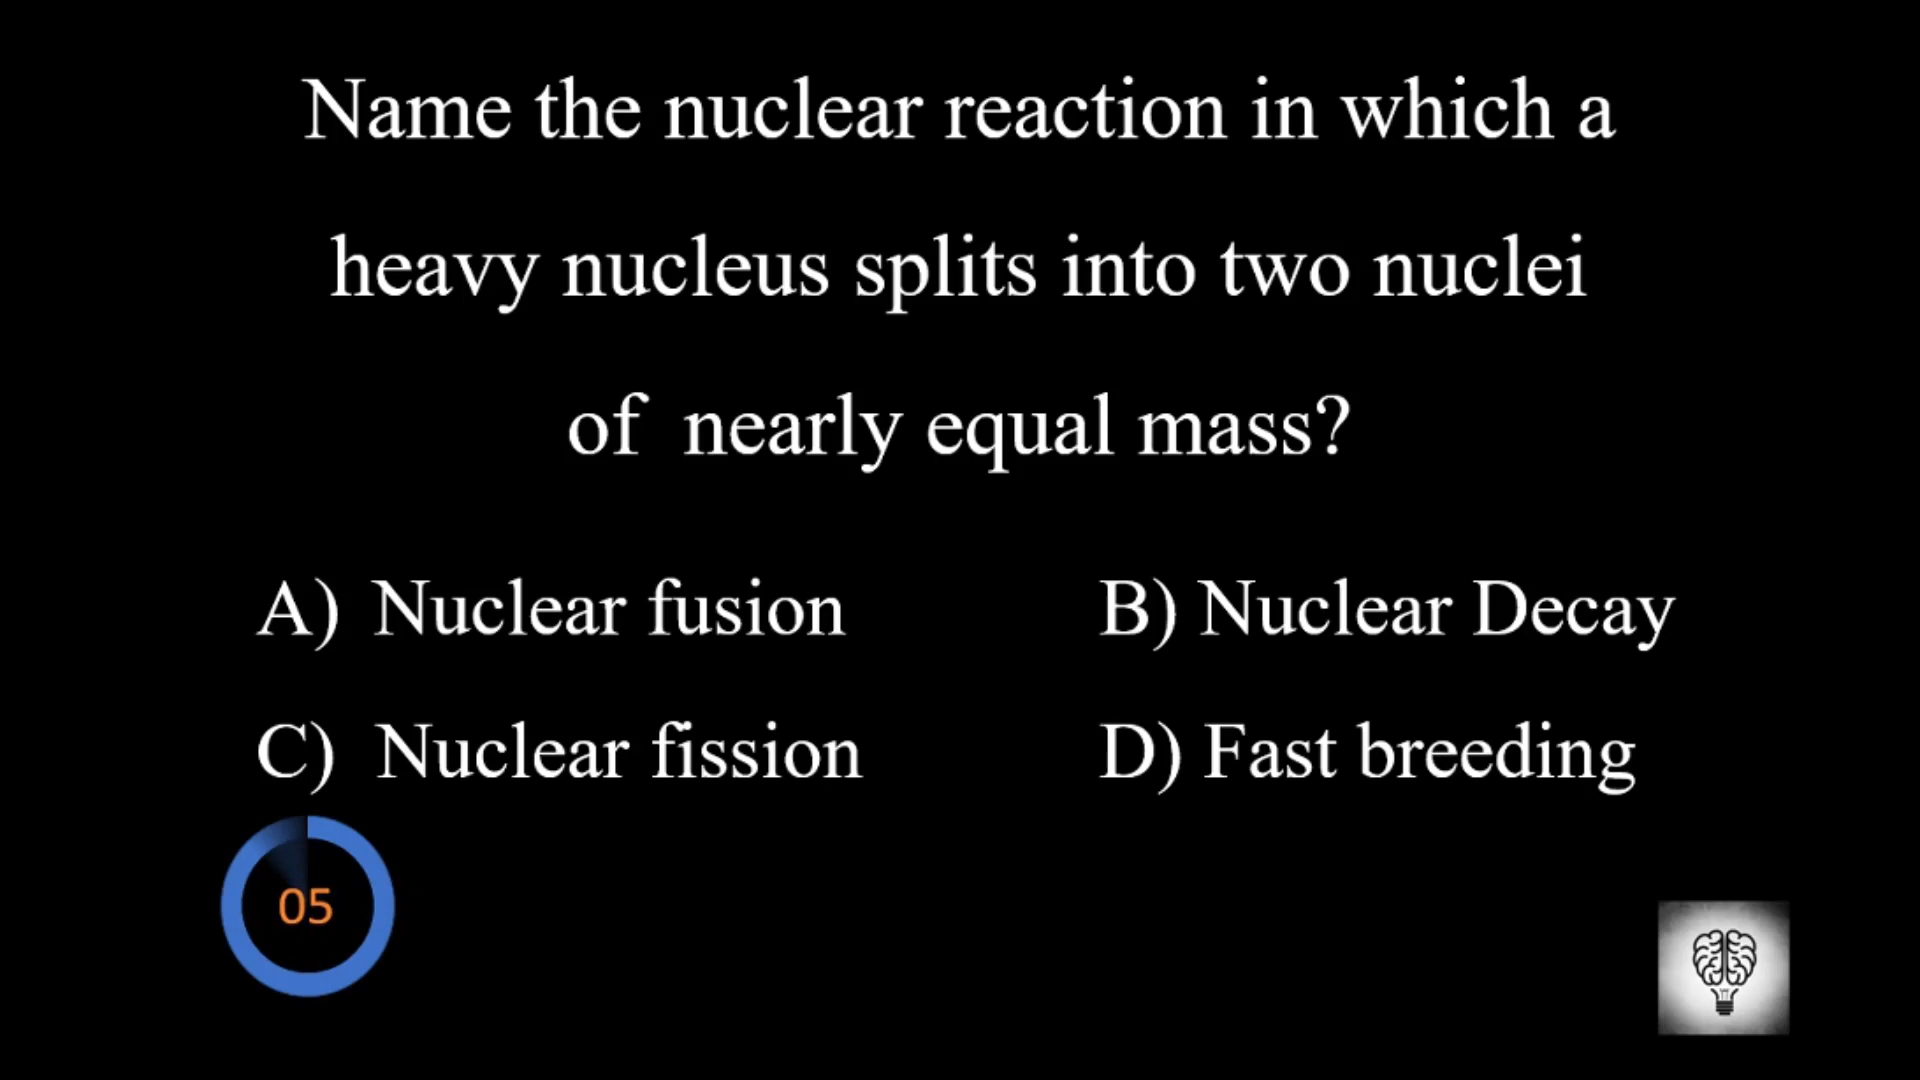 Name the nuclear reaction in which a
heavy nucleus splits into two nuclei
of nearly equal mass?
A) Nuclear fusion
B) Nuclear Decay
C) Nuclear fission
D) Fast breeding
05